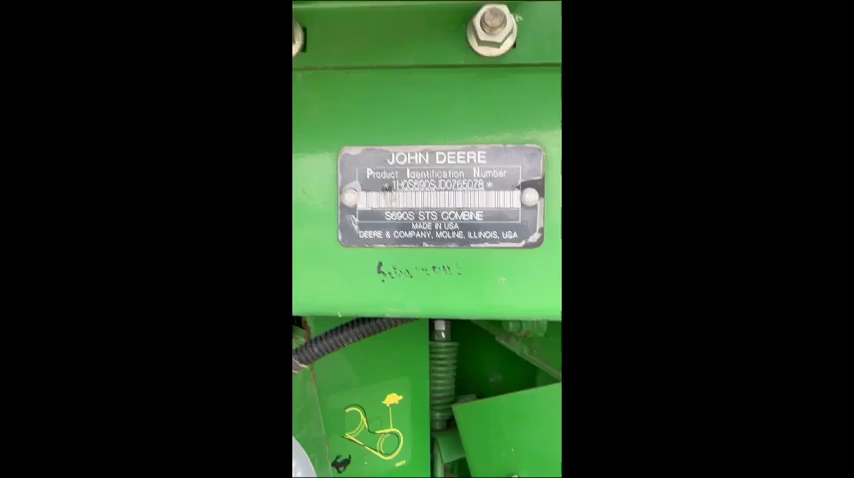 JOHN DEERE
Product Identification Number
*1H0S690SJD0765078*
S690S STS COMBINE
MADE IN USA
DEERE & COMPANY, MOLINE, ILLINOIS, USA